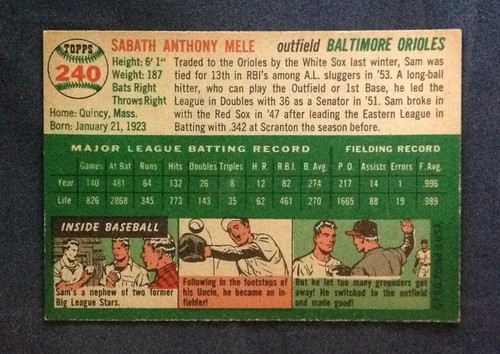 TOPPS
240
SABATH ANTHONY MELE outfield BALTIMORE ORIOLES
Height: 6' 1"
Weight: 187
Bats Right
Throws Right
Home: Quincy, Mass.
Born: January 21, 1923
Traded to the Orioles by the White Sox last winter, Sam was
tied for 13th in RBI's among A.L. sluggers in '53. A long-ball
hitter, who can play the Outfield or 1st Base, he led the
League in Doubles with 36 as a Senator in '51. Sam broke in
with the Red Sox in '47 after leading the Eastern League in
Batting with .342 at Scranton the season before.
MAJOR LEAGUE BATTING RECORD FIELDING RECORD
Games At Bat Runs Hits Doubles Triples H.R. R.B.I. B. Avg P.O. Assists Errors F. Avg.
Year 140 481 64 132 26 8 12 82 .274 217 14 1 .996
Life 826 2868 345 773 143 35 62 411 .270 1665 88 19 .989
INSIDE BASEBALL
Sam's a nephew of two former
Big League Stars.
Following in the footsteps of
his Uncle, he became an in-
fielder!
But he let too many grounders get
away! He switched to the outfield
and made good!